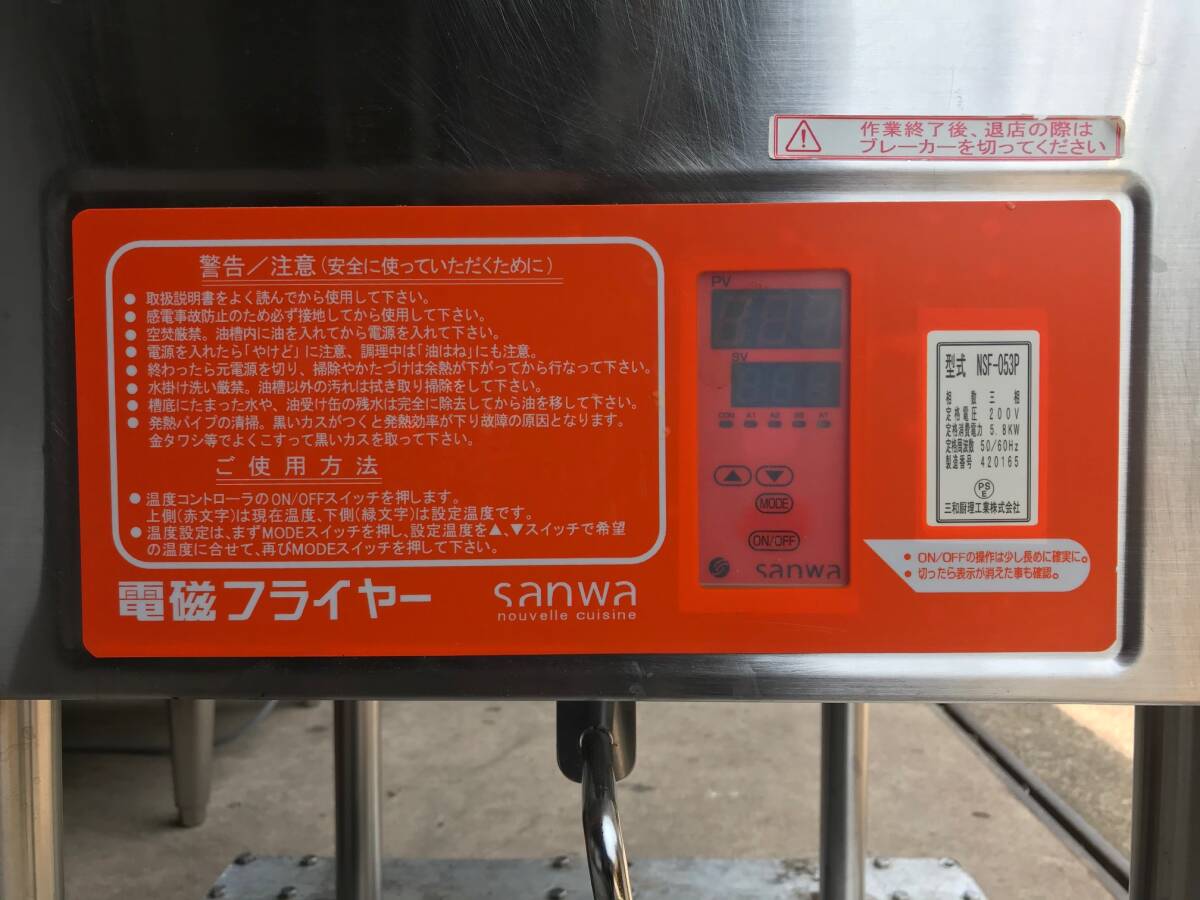 作業終了後、退店の際は
ブレーカーを切ってください
警告／注意（安全に使っていただくために）
● 取扱説明書をよく読んでから使用して下さい。
● 感電事故防止のため必ず接地してから使用して下さい。
● 空焚厳禁。油槽内に油を入れてから電源を入れて下さい。
● 電源を入れたら「やけど」に注意、調理中は「油はね」にも注意。
● 終わったら元電源を切り、掃除やかたづけは余熱が下がってから行なって下さい。
● 水掛け洗い厳禁。油槽以外の汚れは拭き取り掃除をして下さい。
● 槽底にたまった水や、油受け缶の残水は完全に除去してから油を移して下さい。
● 発熱パイプの清掃。黒いカスがつくと発熱効率が下り故障の原因となります。
金タワシ等でよくこすって黒いカスを取って下さい。
ご使用方法
● 温度コントローラのON/OFFスイッチを押します。
上側(赤文字)は現在温度、下側(緑文字)は設定温度です。
● 温度設定は、まずMODEスイッチを押し、設定温度を▲、▼スイッチで希望
の温度に合せて、再びMODEスイッチを押して下さい。
電磁フライヤー
sanwa
nouvelle cuisine
PV
SV
CON A1 A2 HB AT
▲ ▼
MODE
ON/OFF
sanwa
型式 NSF-053P
相数 三相
定格電圧 200V
定格消費電力 5.8KW
定格周波数 50/60Hz
製造番号 420165
PS
E
三和厨理工業株式会社
● ON/OFFの操作は少し長めに確実に。
● 切ったら表示が消えた事も確認。